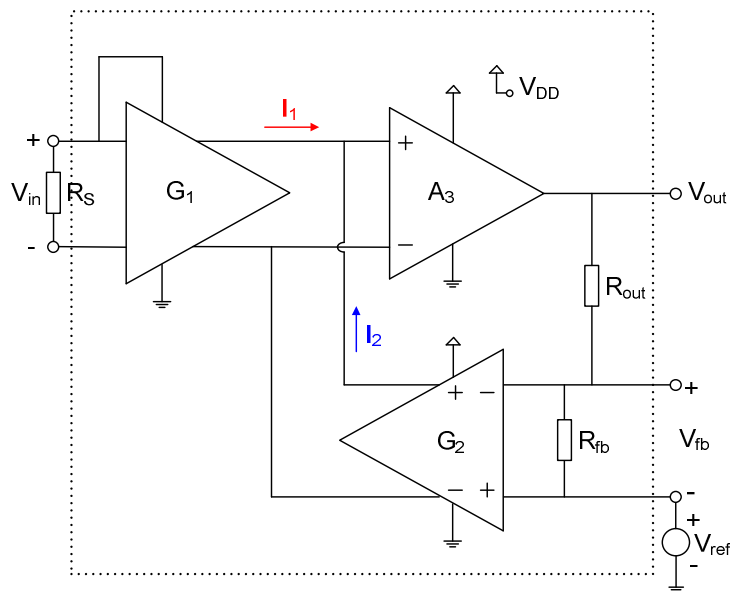 V_DD
I_1
+
V_in
R_S
-
G_1
+
A_3
-
V_out
R_out
I_2
+
-
G_2
-
+
R_fb
+
V_fb
-
+
V_ref
-